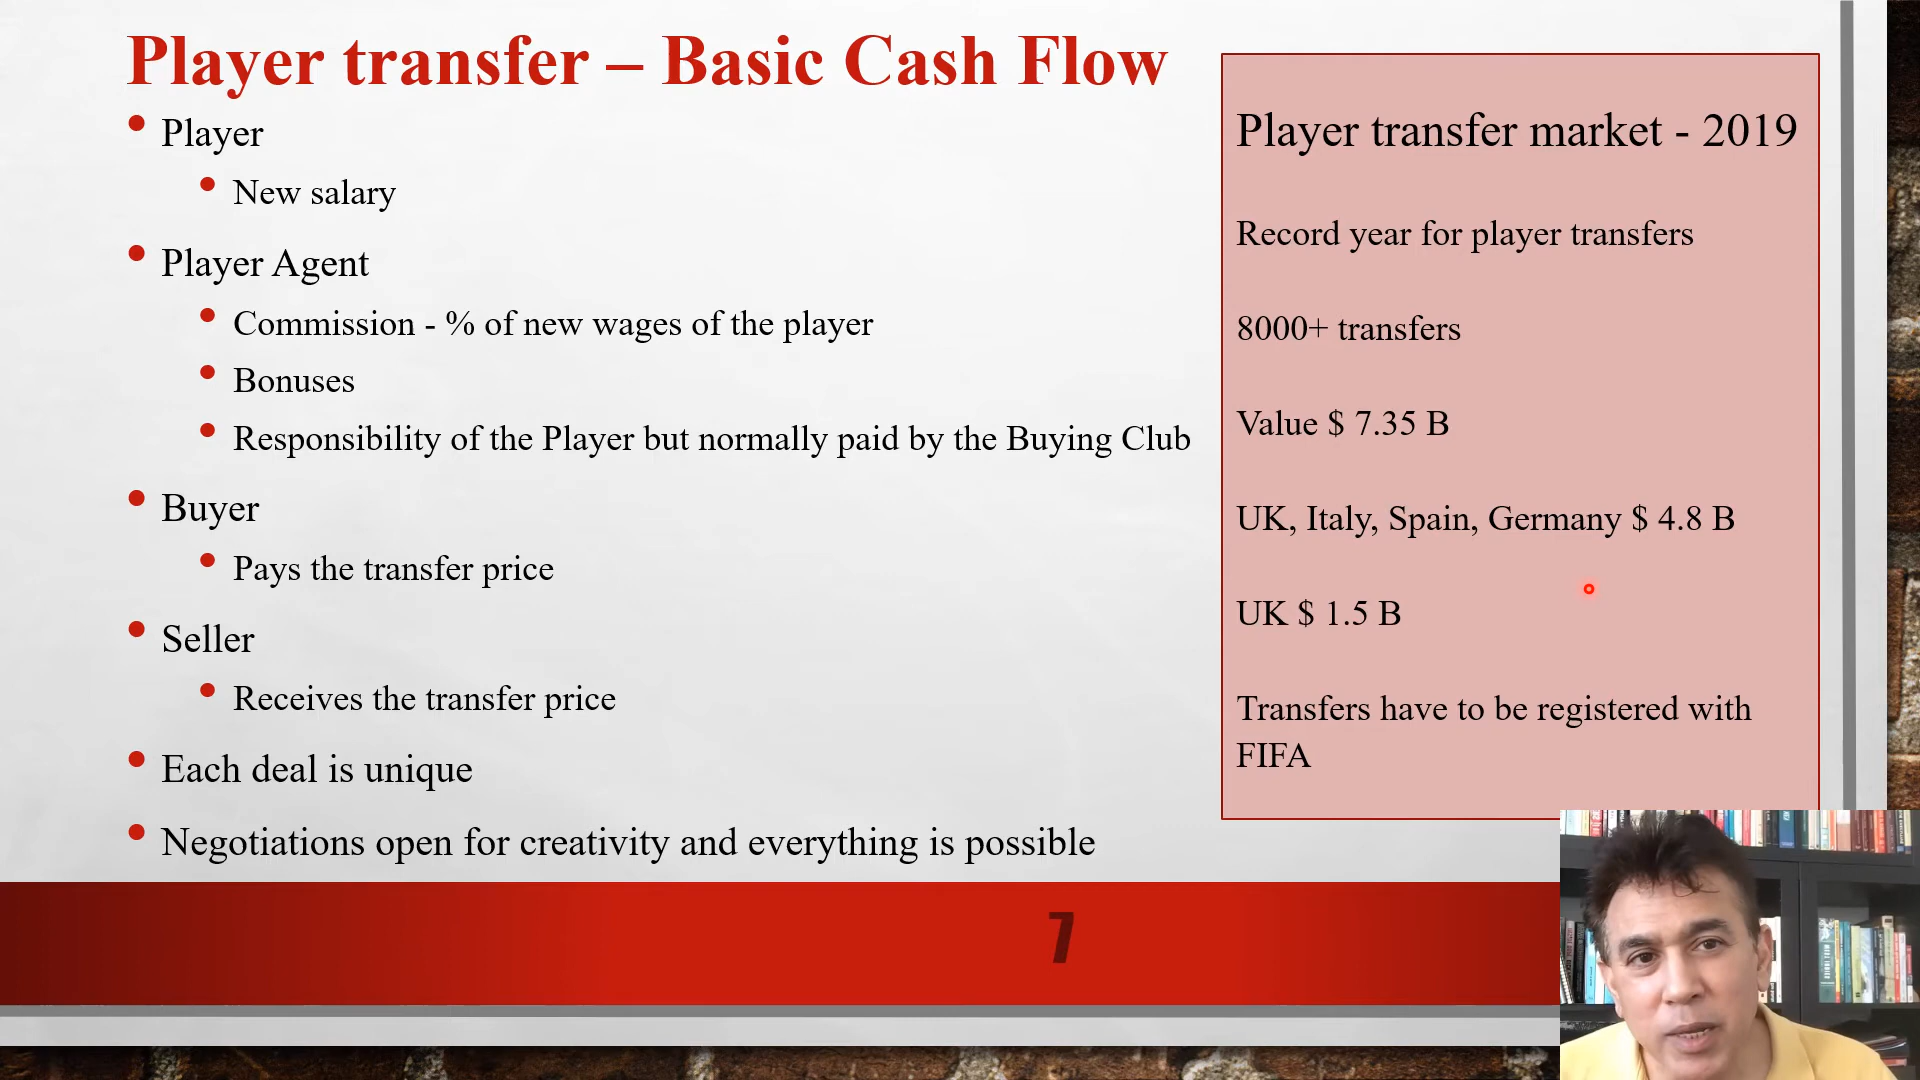 Player transfer – Basic Cash Flow
Player
New salary
Player Agent
Commission - % of new wages of the player
Bonuses
Responsibility of the Player but normally paid by the Buying Club
Buyer
Pays the transfer price
Seller
Receives the transfer price
Each deal is unique
Negotiations open for creativity and everything is possible
Player transfer market - 2019
Record year for player transfers
8000+ transfers
Value $ 7.35 B
UK, Italy, Spain, Germany $ 4.8 B
UK $ 1.5 B
Transfers have to be registered with
FIFA
7